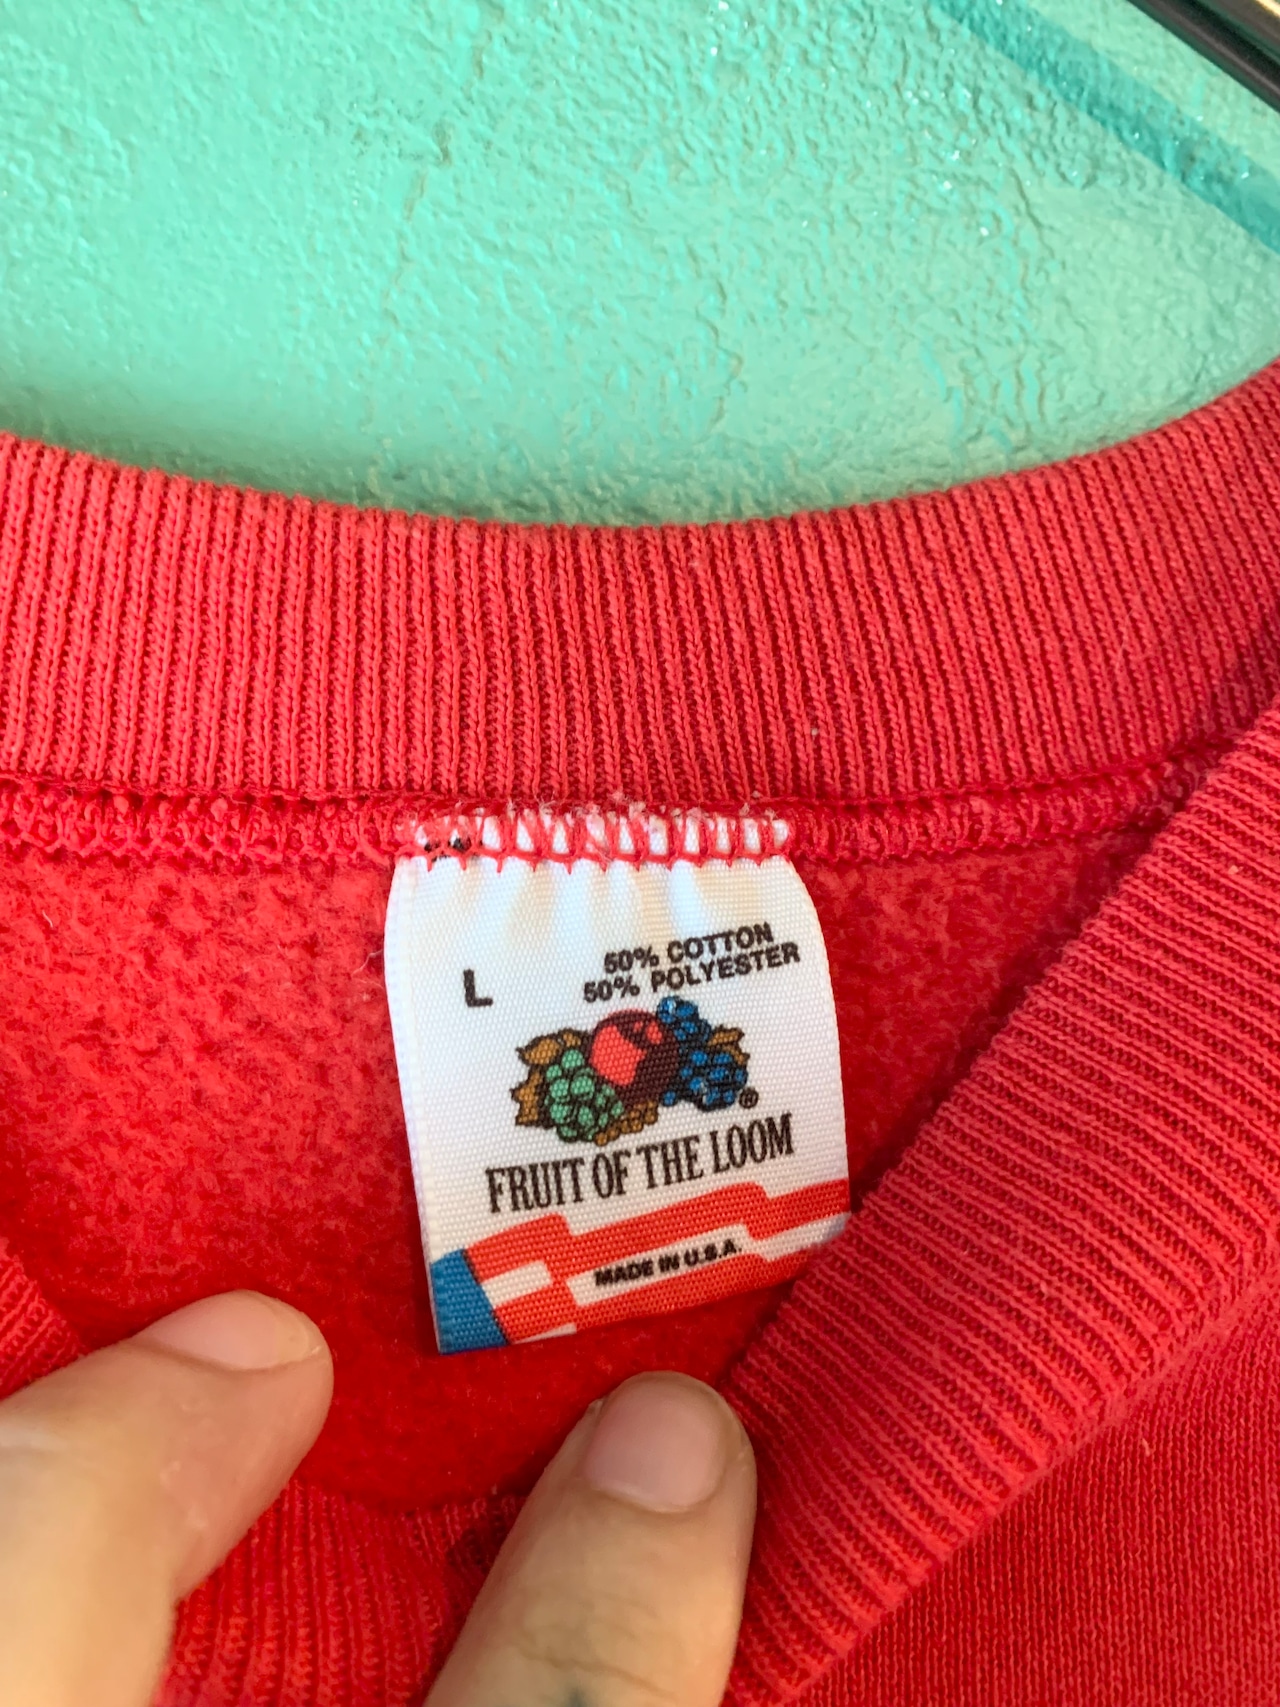 L
50% COTTON
50% POLYESTER
®
FRUIT OF THE LOOM
MADE IN U.S.A.